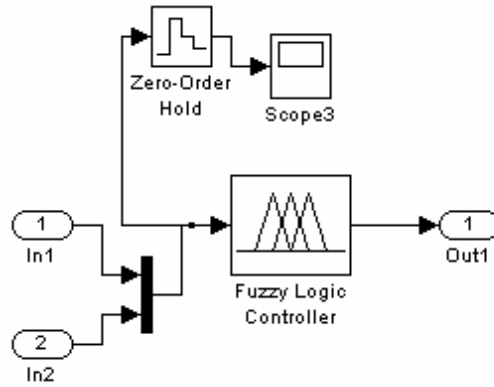 Zero-Order
Hold
Scope3
1
In1
Fuzzy Logic
Controller
1
Out1
2
In2